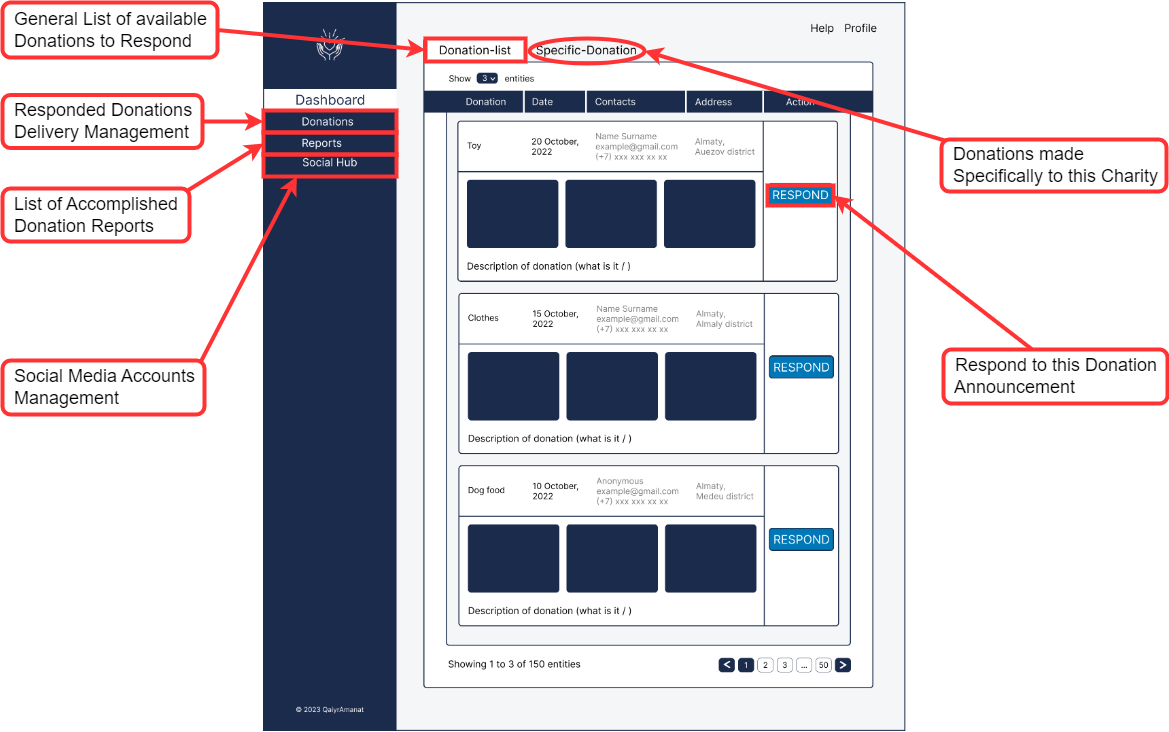 General List of available
Donations to Respond
Responded Donations
Delivery Management
List of Accomplished
Donation Reports
Social Media Accounts
Management
Dashboard
Donations
Reports
Social Hub
© 2023 QaiyrAmanat
Help Profile
Donation-list Specific-Donation
Show 3 entities
Donation Date Contacts Address Action
Toy
20 October,
2022
Name Surname
example@gmail.com
(+7) xxx xxx xx xx
Almaty,
Auezov district
RESPOND
Description of donation (what is it / )
Clothes
15 October,
2022
Name Surname
example@gmail.com
(+7) xxx xxx xx xx
Almaty,
Almaly district
RESPOND
Description of donation (what is it / )
Dog food
10 October,
2022
Anonymous
example@gmail.com
(+7) xxx xxx xx xx
Almaty,
Medeu district
RESPOND
Description of donation (what is it / )
Showing 1 to 3 of 150 entities
< 1 2 3 ... 50 >
Donations made
Specifically to this Charity
Respond to this Donation
Announcement